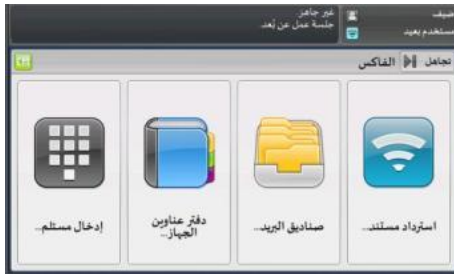 ضيف
مستخدم بعيد
غير جاهز
جلسة عمل عن بُعد
تجاهل
الفاكس
استرداد مستند...
صناديق البريد...
دفتر عناوين
الجهاز...
إدخال مستلم...